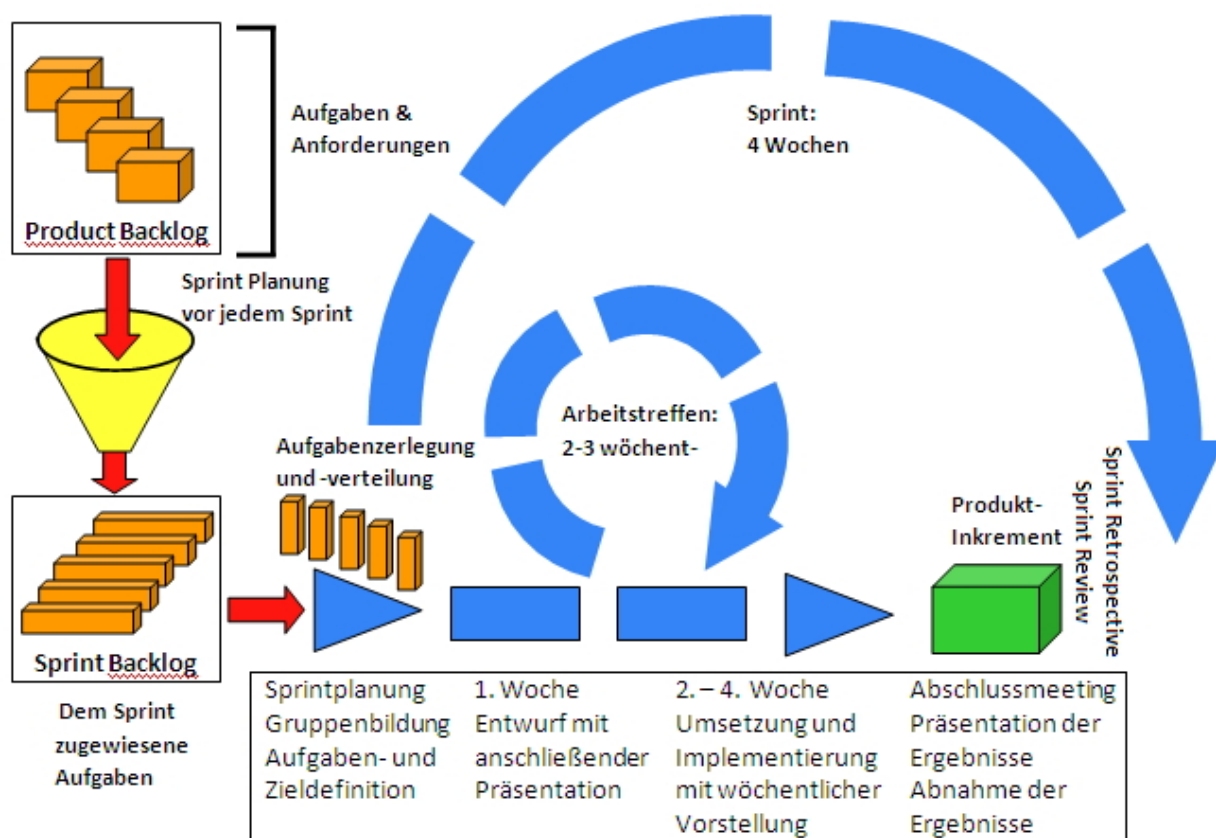 Product Backlog
Aufgaben &
Anforderungen
Sprint Planung
vor jedem Sprint
Sprint:
4 Wochen
Arbeitstreffen:
2-3 wöchent-
Aufgabenzerlegung
und -verteilung
Sprint Backlog
Dem Sprint
zugewiesene
Aufgaben
Produkt-
Inkrement
Sprint Retrospective
Sprint Review
Sprintplanung
Gruppenbildung
Aufgaben- und
Zieldefinition
1. Woche
Entwurf mit
anschließender
Präsentation
2. – 4. Woche
Umsetzung und
Implementierung
mit wöchentlicher
Vorstellung
Abschlussmeeting
Präsentation der
Ergebnisse
Abnahme der
Ergebnisse